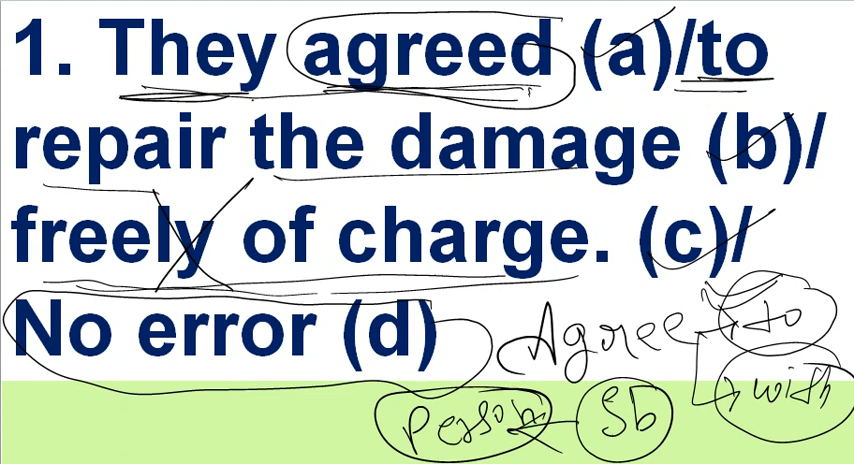 1. They agreed (a)/to
repair the damage (b)/
freely of charge. (c)/
No error (d)
Agree to
with
Person Sb